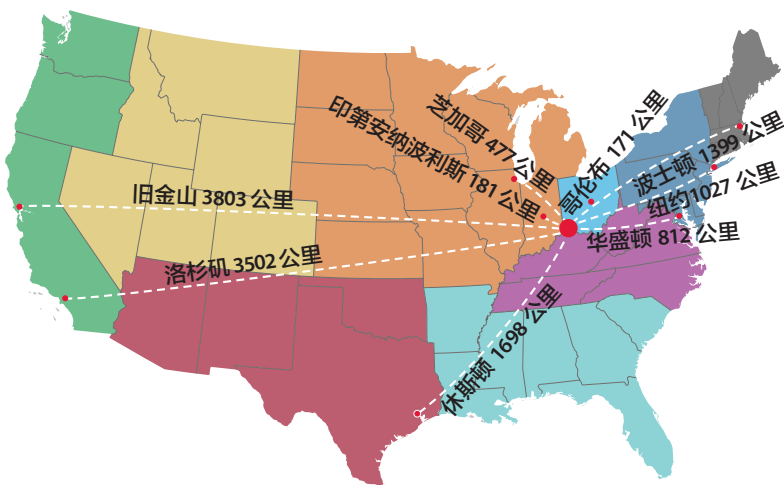 芝加哥 477 公里
印第安纳波利斯 181 公里
哥伦布 171 公里
波士顿 1399 公里
纽约1027 公里
华盛顿 812 公里
旧金山 3803 公里
洛杉矶 3502 公里
休斯顿 1698 公里